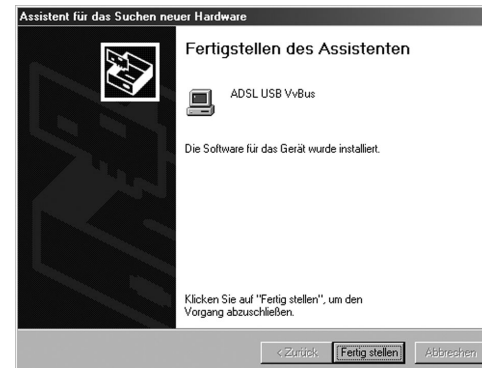 Assistent für das Suchen neuer Hardware
Fertigstellen des Assistenten
ADSL USB VvBus
Die Software für das Gerät wurde installiert.
Klicken Sie auf "Fertig stellen", um den
Vorgang abzuschließen.
< Zurück Fertig stellen Abbrechen